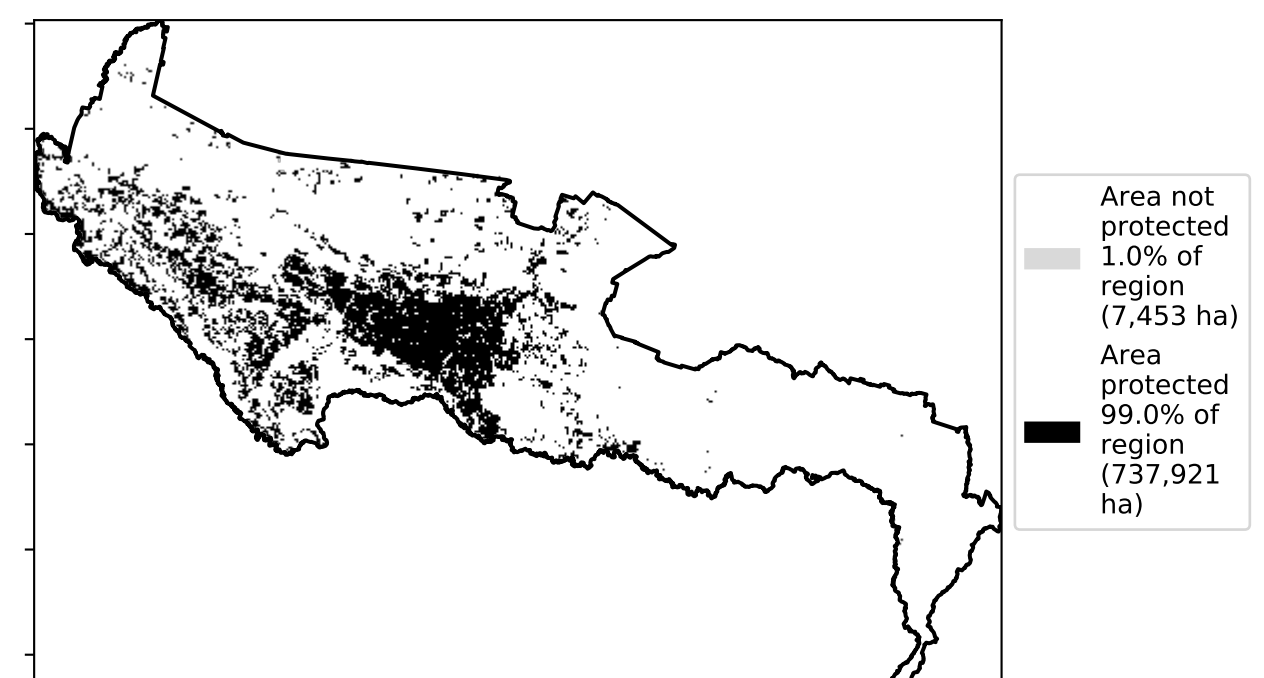 Area not
protected
1.0% of
region
(7,453 ha)
Area
protected
99.0% of
region
(737,921
ha)